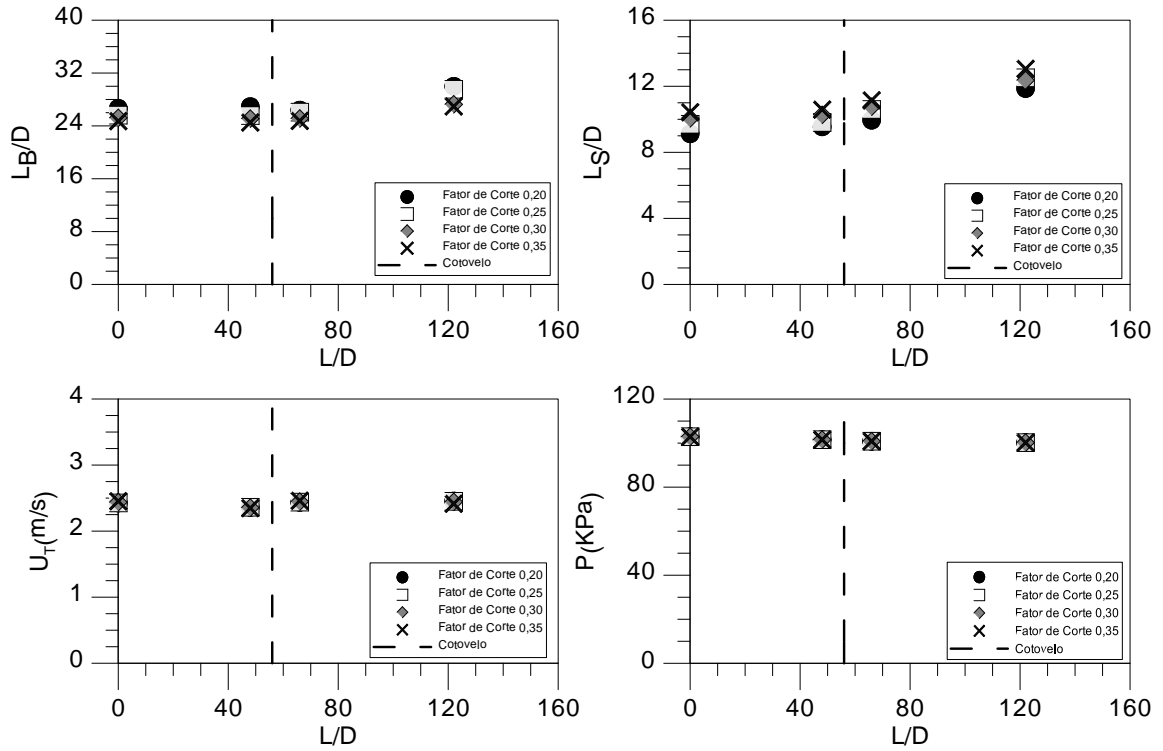 40
32
24
16
8
0
L_B/D
Fator de Corte 0,20
Fator de Corte 0,25
Fator de Corte 0,30
Fator de Corte 0,35
Cotovelo
0 40 80 120 160
L/D
16
12
8
4
0
L_S/D
Fator de Corte 0,20
Fator de Corte 0,25
Fator de Corte 0,30
Fator de Corte 0,35
Cotovelo
0 40 80 120 160
L/D
4
3
2
1
0
U_T(m/s)
Fator de Corte 0,20
Fator de Corte 0,25
Fator de Corte 0,30
Fator de Corte 0,35
Cotovelo
0 40 80 120 160
L/D
120
80
40
0
P(KPa)
Fator de Corte 0,20
Fator de Corte 0,25
Fator de Corte 0,30
Fator de Corte 0,35
Cotovelo
0 40 80 120 160
L/D